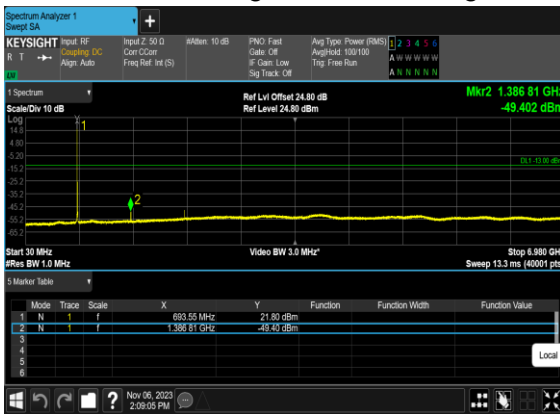 Spectrum Analyzer 1
Swept SA
+
KEYSIGHT Input: RF Input Z: 50 Ω #Atten: 10 dB PNO: Fast Avg Type: Power (RMS) 1 2 3 4 5 6
R T Coupling: DC Corr CCorr Gate: Off Avg|Hold: 100/100 A W W W W W
Align: Auto Freq Ref: Int (S) IF Gain: Low Trig: Free Run
Sig Track: Off A N N N N N
1 Spectrum
Ref Lvl Offset 24.80 dB Mkr2 1.386 81 GHz
Scale/Div 10 dB Ref Level 24.80 dBm -49.402 dBm
Log
14.8
4.80
-5.20
-15.2
-25.2
-35.2
-45.2
-55.2
-65.2
1
2
DL1 -13.00 dBm
Start 30 MHz Video BW 3.0 MHz* Stop 6.980 GHz
#Res BW 1.0 MHz Sweep 13.3 ms (40001 pts
5 Marker Table
Mode Trace Scale X Y Function Function Width Function Value
1 N 1 f 693.55 MHz 21.80 dBm
2 N 1 f 1.386 81 GHz -49.40 dBm
3
4
5
6
Local
? Nov 06, 2023
2:09:05 PM